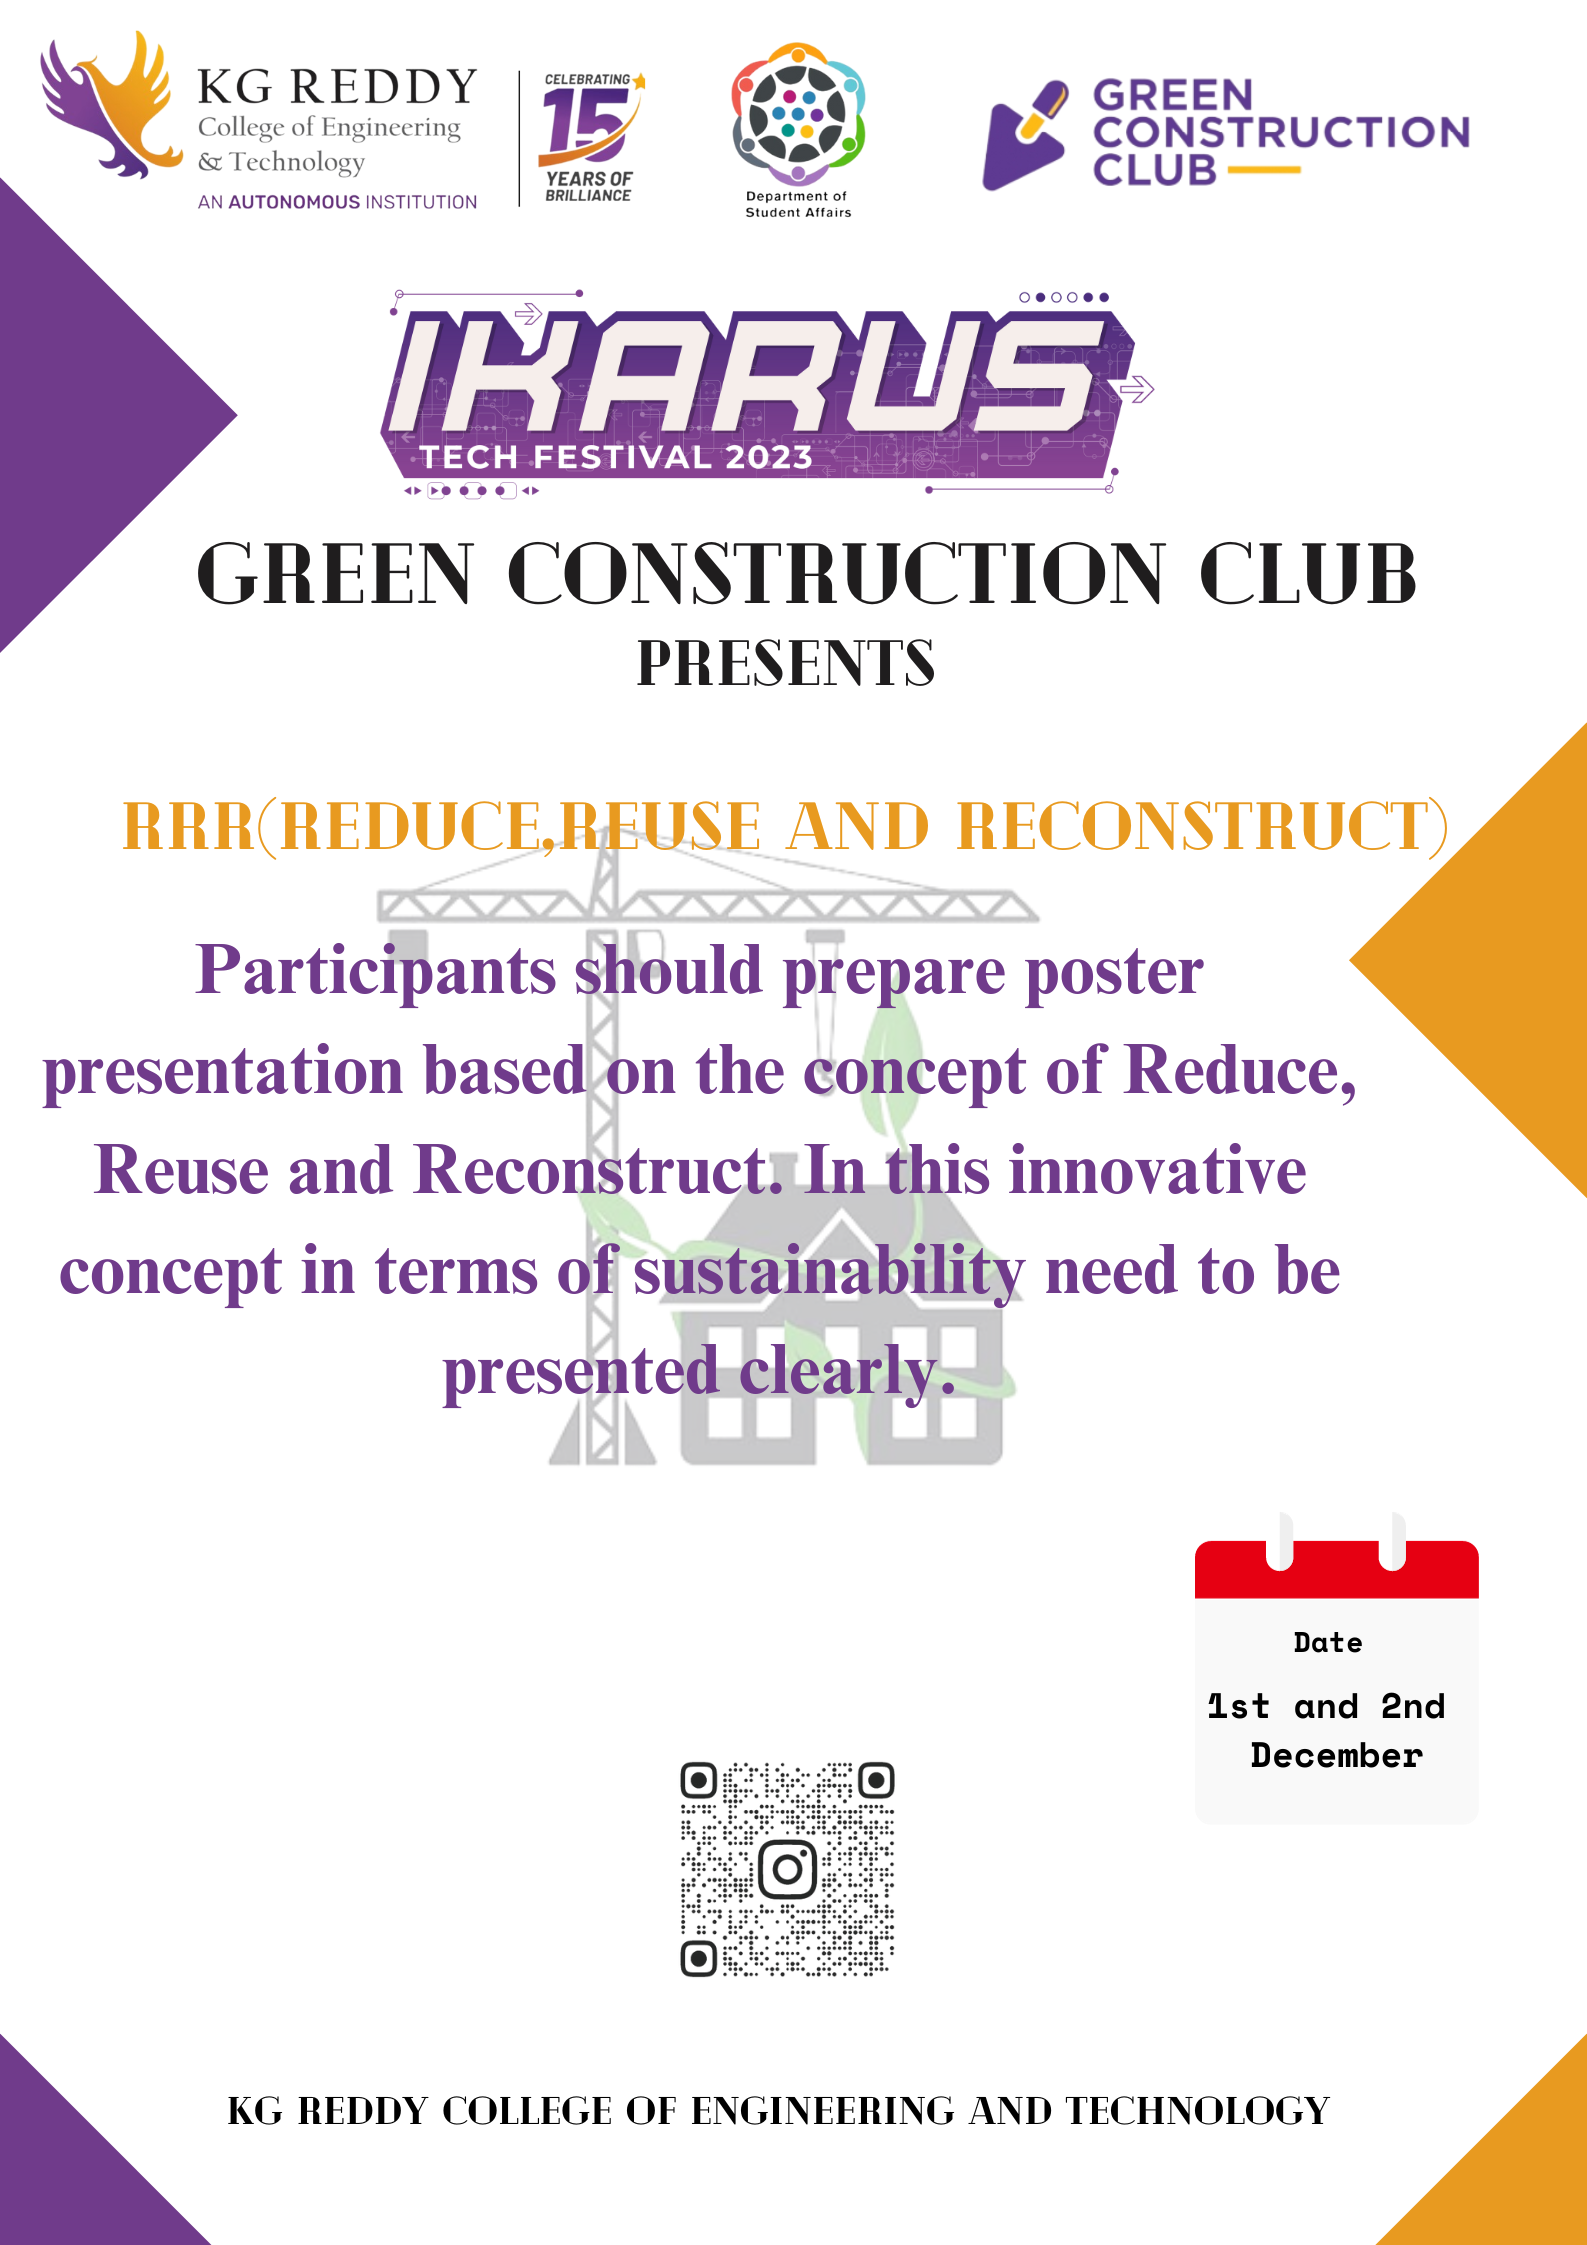 KG REDDY
College of Engineering
& Technology
AN AUTONOMOUS INSTITUTION
CELEBRATING
15
YEARS OF
BRILLIANCE
Department of
Student Affairs
GREEN
CONSTRUCTION
CLUB
IKARUS
TECH FESTIVAL 2023
GREEN CONSTRUCTION CLUB
PRESENTS
RRR(REDUCE,REUSE AND RECONSTRUCT)
Participants should prepare poster
presentation based on the concept of Reduce,
Reuse and Reconstruct. In this innovative
concept in terms of sustainability need to be
presented clearly.
Date
1st and 2nd
December
KG REDDY COLLEGE OF ENGINEERING AND TECHNOLOGY